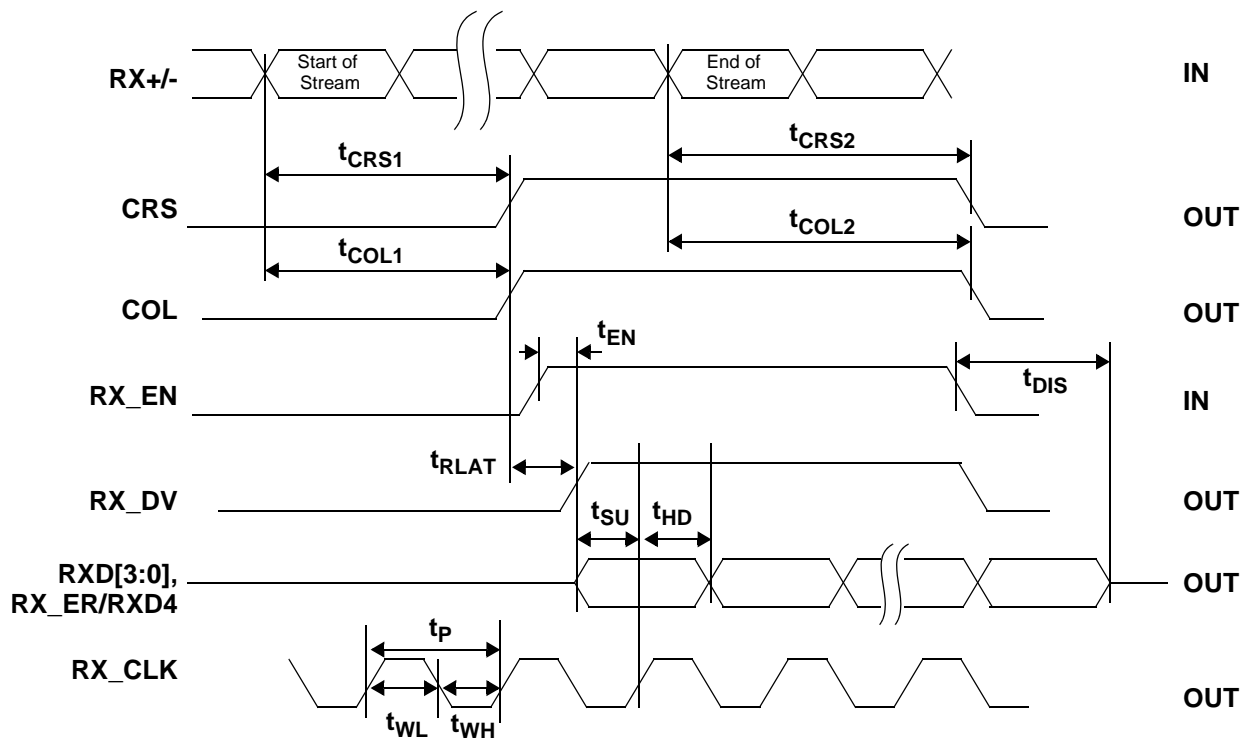 Start of
Stream
End of
Stream
RX+/-
IN
tCRS1
tCRS2
CRS
OUT
tCOL1
tCOL2
COL
OUT
tEN
tDIS
RX_EN
IN
tRLAT
RX_DV
OUT
tSU
tHD
RXD[3:0],
RX_ER/RXD4
OUT
tP
RX_CLK
OUT
tWL
tWH